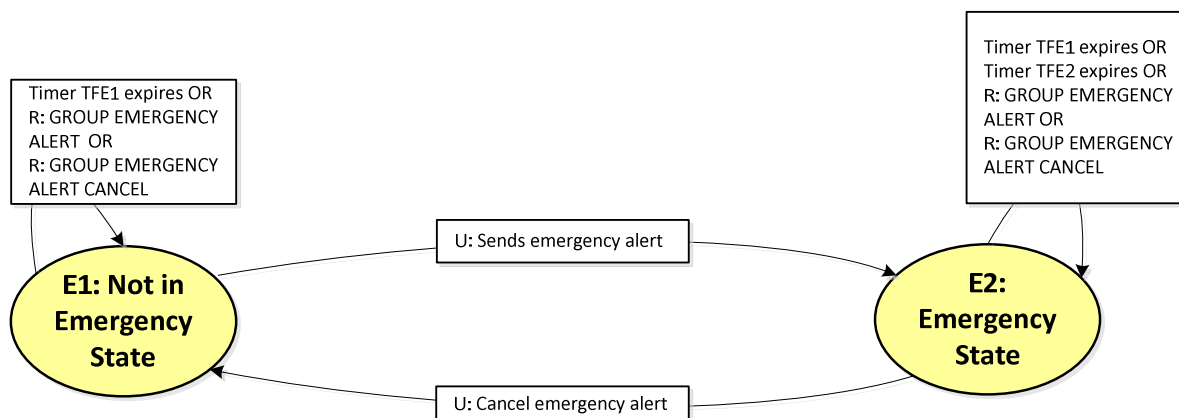 Timer TFE1 expires OR
R: GROUP EMERGENCY
ALERT OR
R: GROUP EMERGENCY
ALERT CANCEL
Timer TFE1 expires OR
Timer TFE2 expires OR
R: GROUP EMERGENCY
ALERT OR
R: GROUP EMERGENCY
ALERT CANCEL
U: Sends emergency alert
E1: Not in
Emergency
State
E2:
Emergency
State
U: Cancel emergency alert